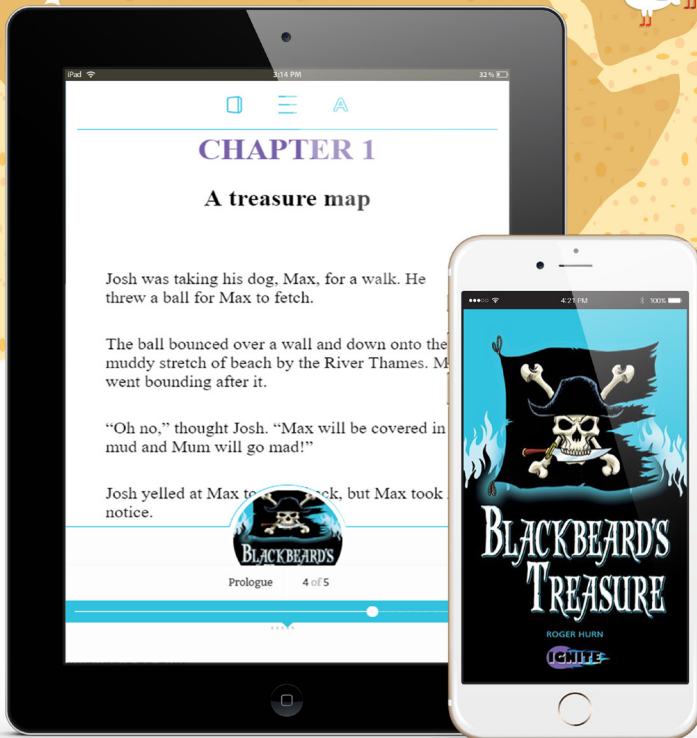 iPad
3:14 PM
32 %
A
CHAPTER 1
A treasure map
Josh was taking his dog, Max, for a walk. He
threw a ball for Max to fetch.
The ball bounced over a wall and down onto the
muddy stretch of beach by the River Thames. M
went bounding after it.
“Oh no,” thought Josh. “Max will be covered in
mud and Mum will go mad!”
Josh yelled at Max to ck, but Max took
notice.
BLACKBEARD'S
Prologue 4 of 5
4:21 PM
100%
BLACKBEARD'S
TREASURE
ROGER HURN
IGNITE